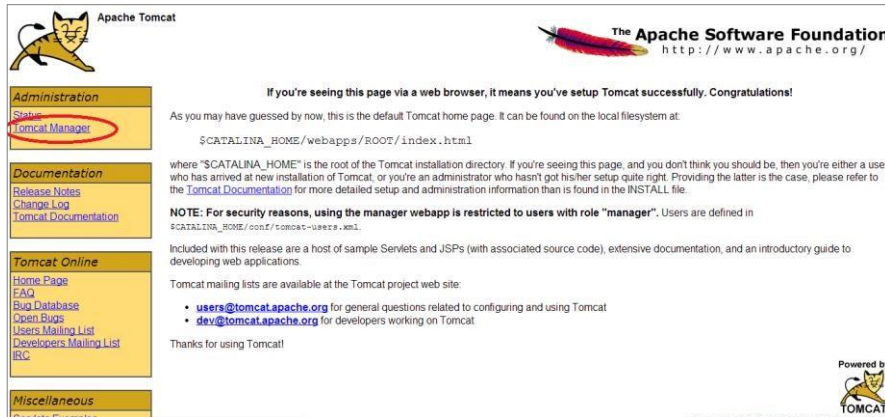 Apache Tomcat
The Apache Software Foundation
http://www.apache.org/
Administration
Status
Tomcat Manager
Documentation
Release Notes
Change Log
Tomcat Documentation
Tomcat Online
Home Page
FAQ
Bug Database
Open Bugs
Users Mailing List
Developers Mailing List
IRC
Miscellaneous
If you're seeing this page via a web browser, it means you've setup Tomcat successfully. Congratulations!
As you may have guessed by now, this is the default Tomcat home page. It can be found on the local filesystem at:
$CATALINA_HOME/webapps/ROOT/index.html
where "$CATALINA_HOME" is the root of the Tomcat installation directory. If you're seeing this page, and you don't think you should be, then you're either a use
who has arrived at new installation of Tomcat, or you're an administrator who hasn't got his/her setup quite right. Providing the latter is the case, please refer to
the Tomcat Documentation for more detailed setup and administration information than is found in the INSTALL file.
NOTE: For security reasons, using the manager webapp is restricted to users with role "manager". Users are defined in
$CATALINA_HOME/conf/tomcat-users.xml.
Included with this release are a host of sample Servlets and JSPs (with associated source code), extensive documentation, and an introductory guide to
developing web applications.
Tomcat mailing lists are available at the Tomcat project web site:
users@tomcat.apache.org for general questions related to configuring and using Tomcat
dev@tomcat.apache.org for developers working on Tomcat
Thanks for using Tomcat!
Powered by
TOMCAT